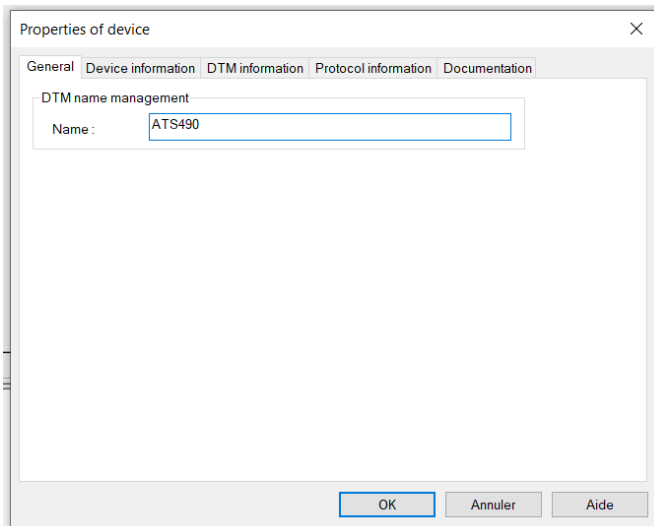 Properties of device
General Device information DTM information Protocol information Documentation
DTM name management
Name : ATS490
OK Annuler Aide